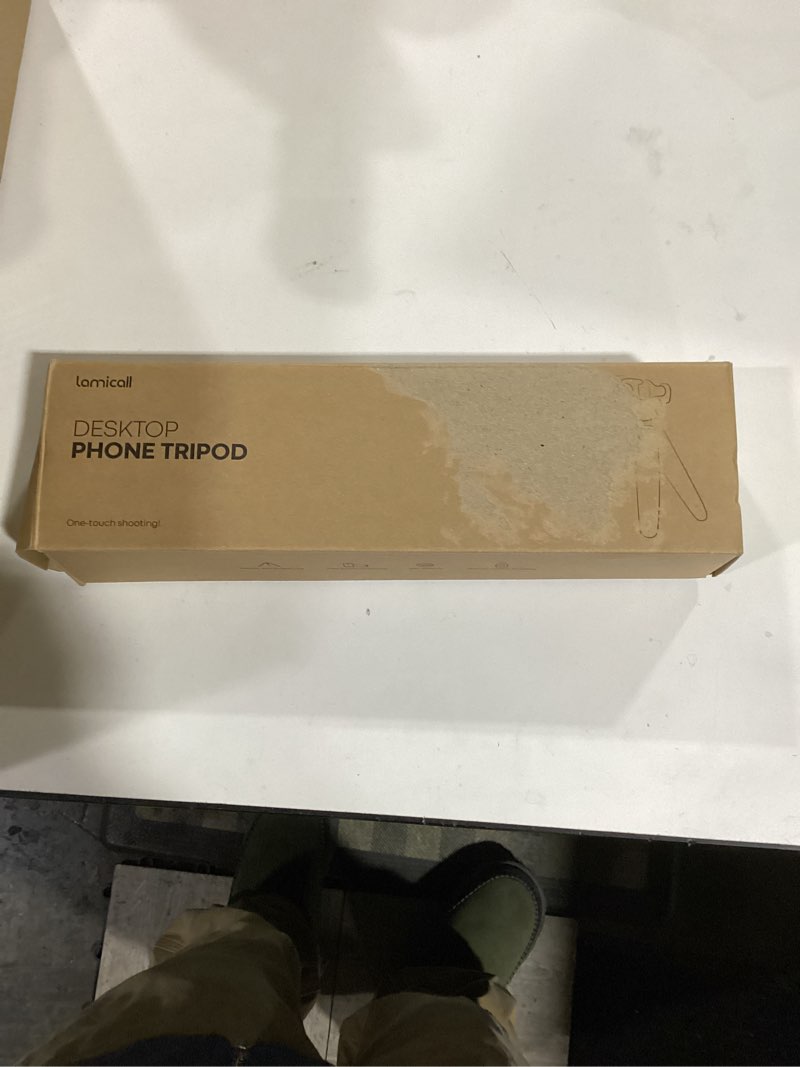 Lamicall
DESKTOP
PHONE TRIPOD
One-touch shooting!